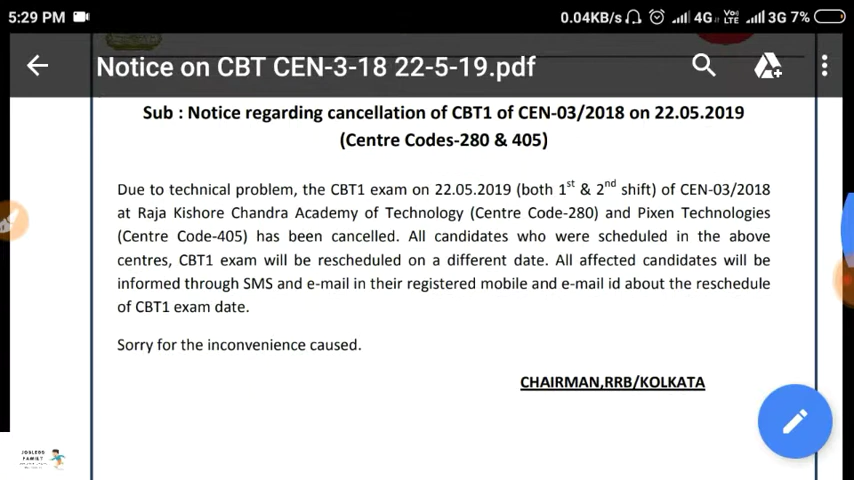 5:29 PM 0.04KB/s 4G Vo) LTE 3G 7%
Notice on CBT CEN-3-18 22-5-19.pdf
Sub : Notice regarding cancellation of CBT1 of CEN-03/2018 on 22.05.2019
(Centre Codes-280 & 405)
Due to technical problem, the CBT1 exam on 22.05.2019 (both 1st & 2nd shift) of CEN-03/2018
at Raja Kishore Chandra Academy of Technology (Centre Code-280) and Pixen Technologies
(Centre Code-405) has been cancelled. All candidates who were scheduled in the above
centres, CBT1 exam will be rescheduled on a different date. All affected candidates will be
informed through SMS and e-mail in their registered mobile and e-mail id about the reschedule
of CBT1 exam date.
Sorry for the inconvenience caused.
CHAIRMAN,RRB/KOLKATA
JOBLESS
FAMILY